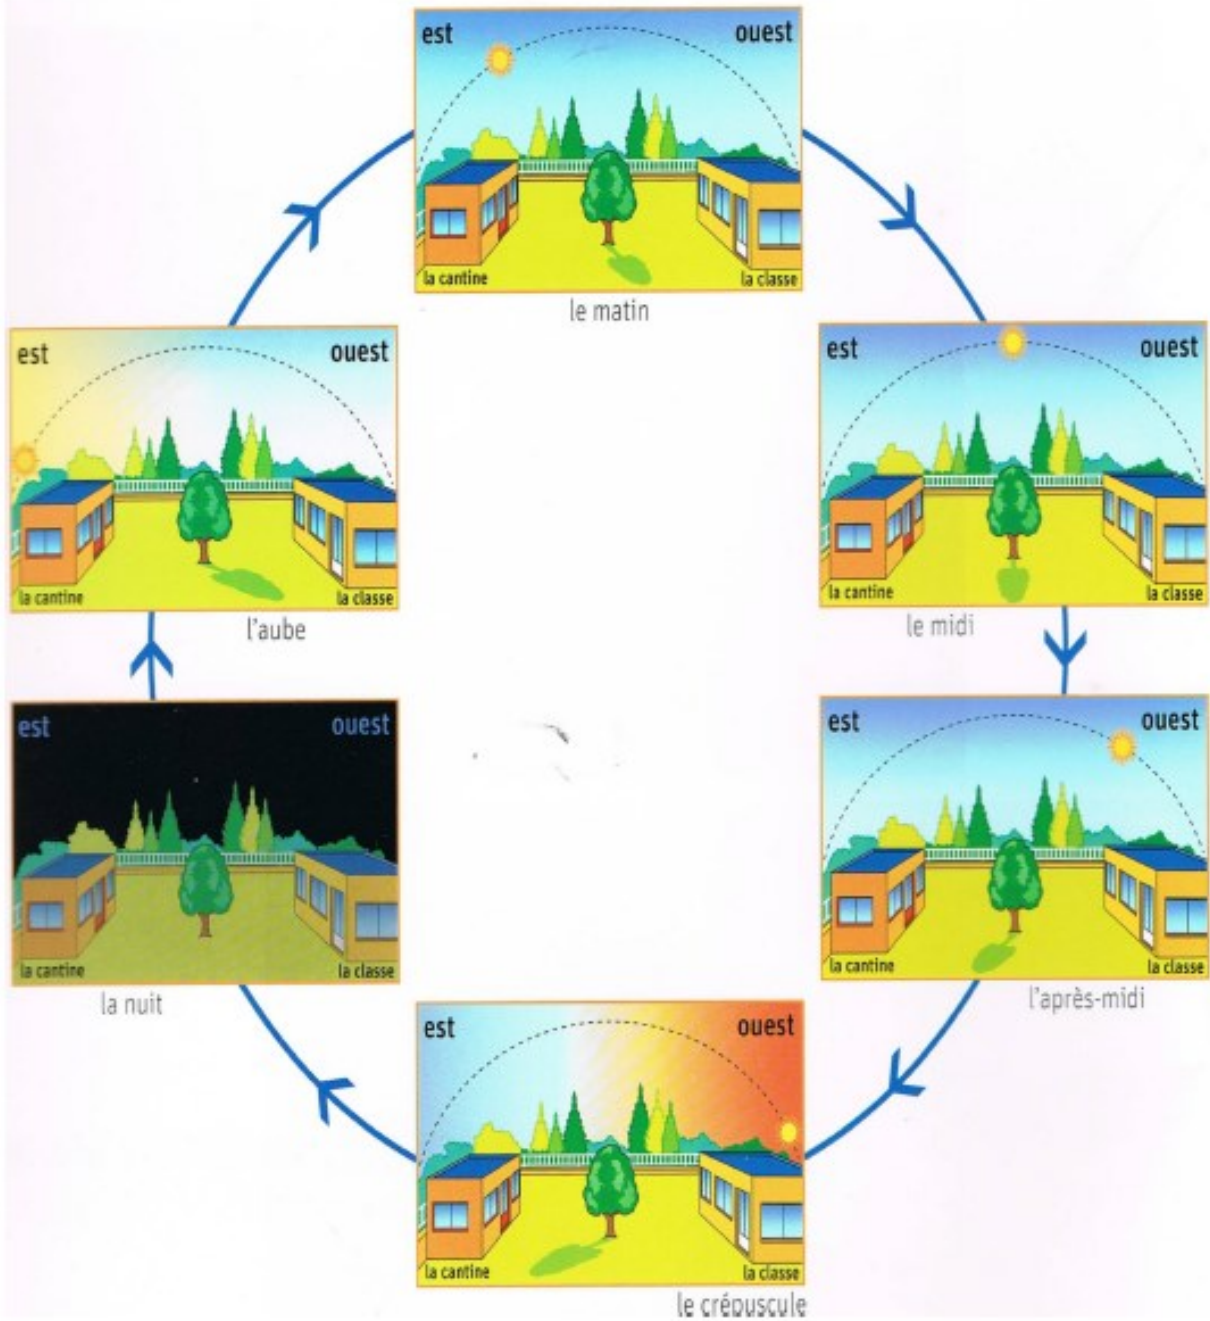 est ouest
la cantine la classe
le matin
est ouest
la cantine la classe
le midi
est ouest
la cantine la classe
l'après-midi
est ouest
la cantine la classe
le crépuscule
est ouest
la cantine la classe
la nuit
est ouest
la cantine la classe
l'aube